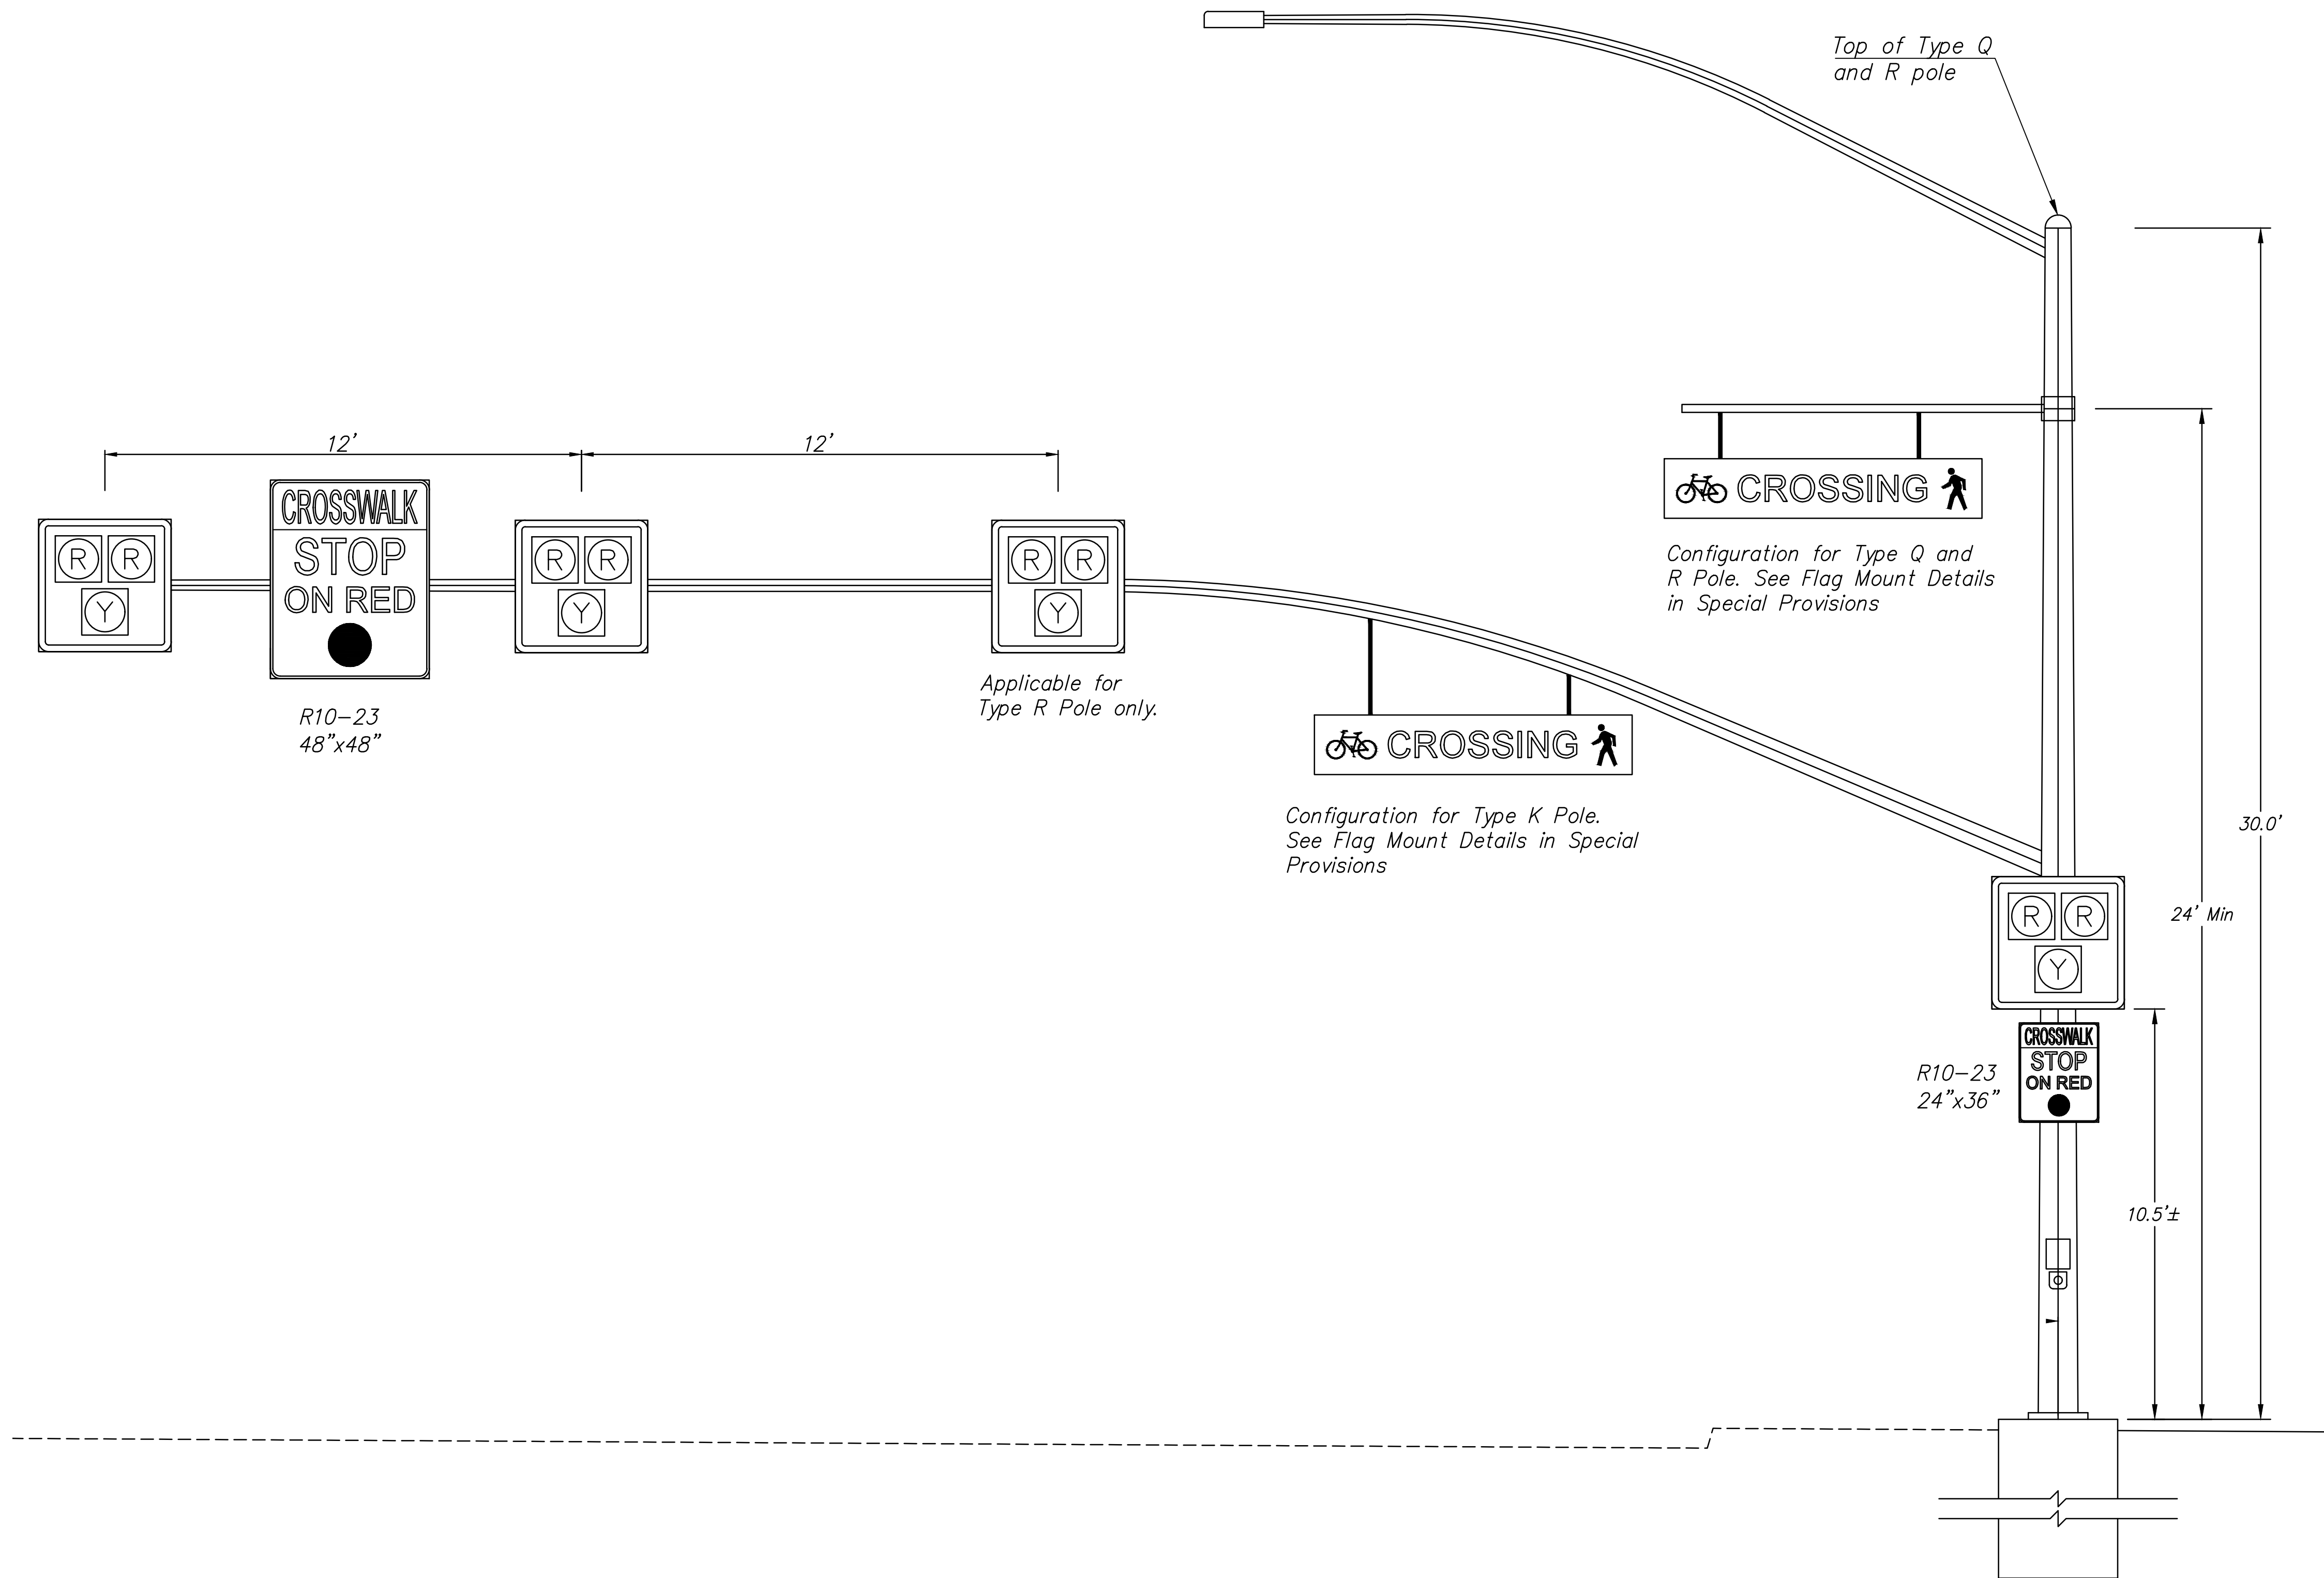 Top of Type Q
and R pole
12'
12'
CROSSWALK
STOP
ON RED
R R
Y
R R
Y
R R
Y
R10-23
48"x48"
Applicable for
Type R Pole only.
CROSSING
Configuration for Type Q and
R Pole. See Flag Mount Details
in Special Provisions
CROSSING
Configuration for Type K Pole.
See Flag Mount Details in Special
Provisions
30.0'
24' Min
R R
Y
CROSSWALK
STOP
ON RED
R10-23
24"x36"
10.5'±